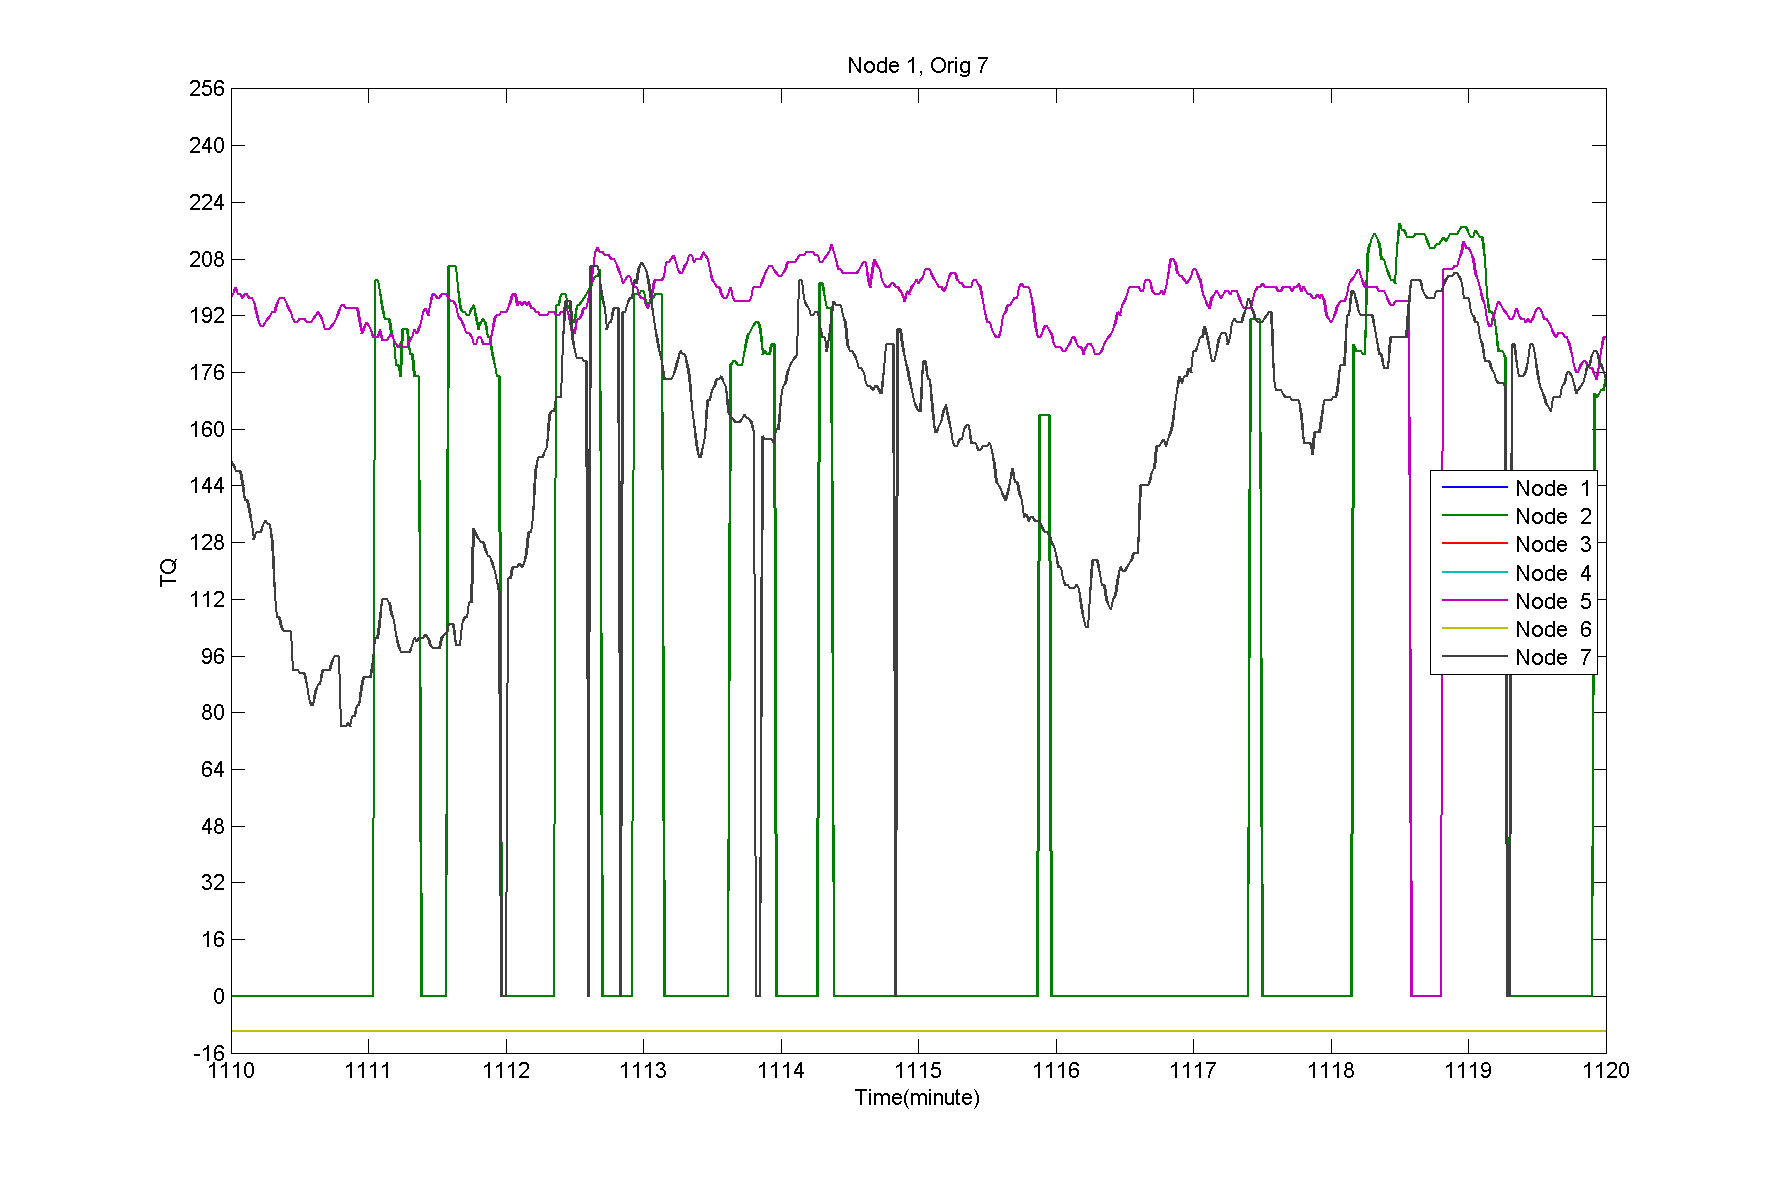 Node 1, Orig 7
256
240
224
208
192
176
160
144
128
112
96
80
64
48
32
16
0
-16
TQ
1110 1111 1112 1113 1114 1115 1116 1117 1118 1119 1120
Time(minute)
Node 1
Node 2
Node 3
Node 4
Node 5
Node 6
Node 7